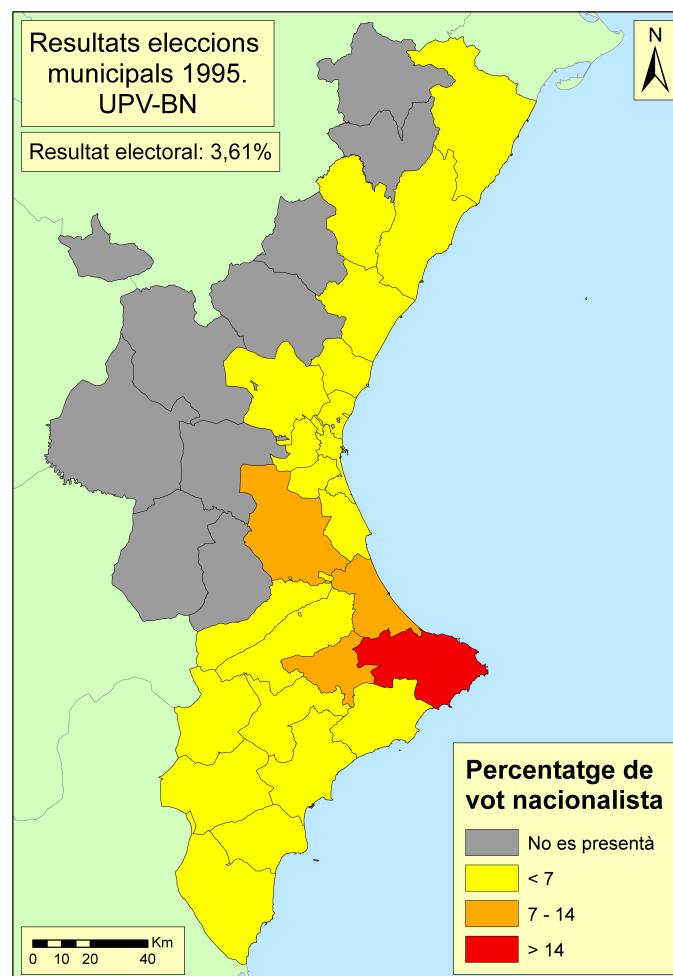 Resultats eleccions
municipals 1995.
UPV-BN
Resultat electoral: 3,61%
N
Percentatge de
vot nacionalista
No es presentà
< 7
7 - 14
> 14
Km
0 10 20 40